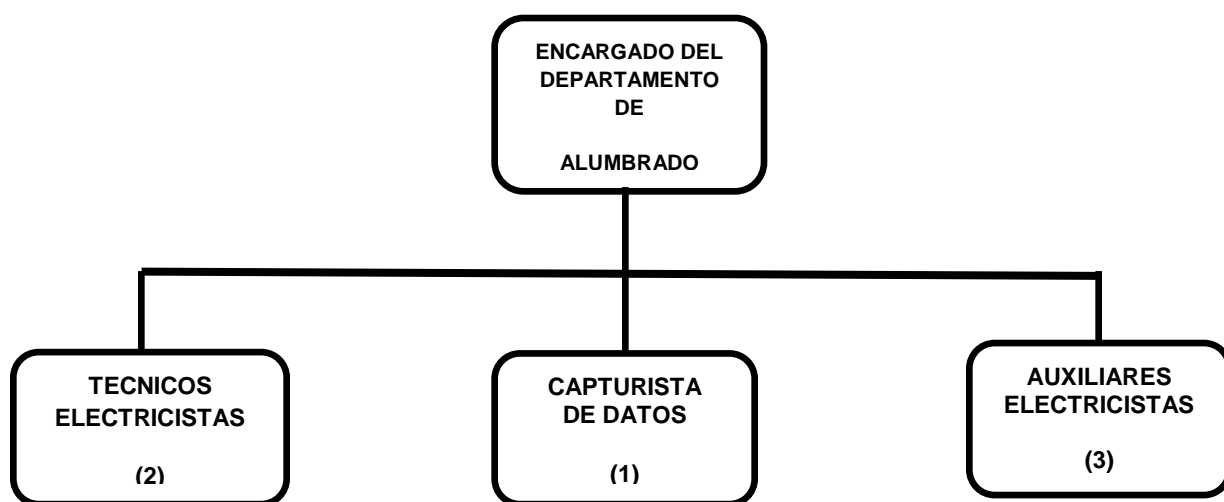 ENCARGADO DEL
DEPARTAMENTO
DE
ALUMBRADO
TECNICOS
ELECTRICISTAS
(2)
CAPTURISTA
DE DATOS
(1)
AUXILIARES
ELECTRICISTAS
(3)